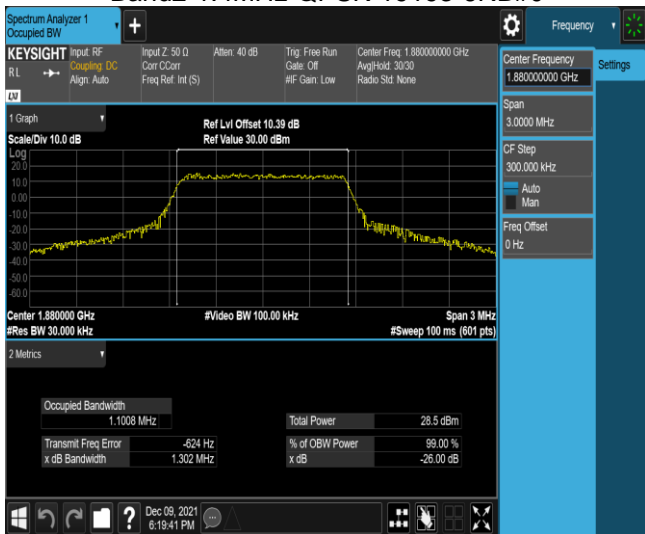 Spectrum Analyzer 1
Occupied BW
Frequency
KEYSIGHT
Input: RF
Input Z: 50 Ω
Atten: 40 dB
Trig: Free Run
Center Freq: 1.880000000 GHz
RL
Coupling: DC
Corr CCorr
Gate: Off
Avg|Hold: 30/30
Align: Auto
Freq Ref: Int (S)
#IF Gain: Low
Radio Std: None
Center Frequency
1.880000000 GHz
Settings
Span
3.0000 MHz
CF Step
300.000 kHz
Auto
Man
Freq Offset
0 Hz
1 Graph
Ref Lvl Offset 10.39 dB
Scale/Div 10.0 dB
Ref Value 30.00 dBm
Log
20.0
10.0
0.00
-10.0
-20.0
-30.0
-40.0
-50.0
-60.0
Center 1.880000 GHz
#Video BW 100.00 kHz
Span 3 MHz
#Res BW 30.000 kHz
#Sweep 100 ms (601 pts)
2 Metrics
Occupied Bandwidth
1.1008 MHz
Total Power
28.5 dBm
Transmit Freq Error
-624 Hz
% of OBW Power
99.00 %
x dB Bandwidth
1.302 MHz
x dB
-26.00 dB
?
Dec 09, 2021
6:19:41 PM